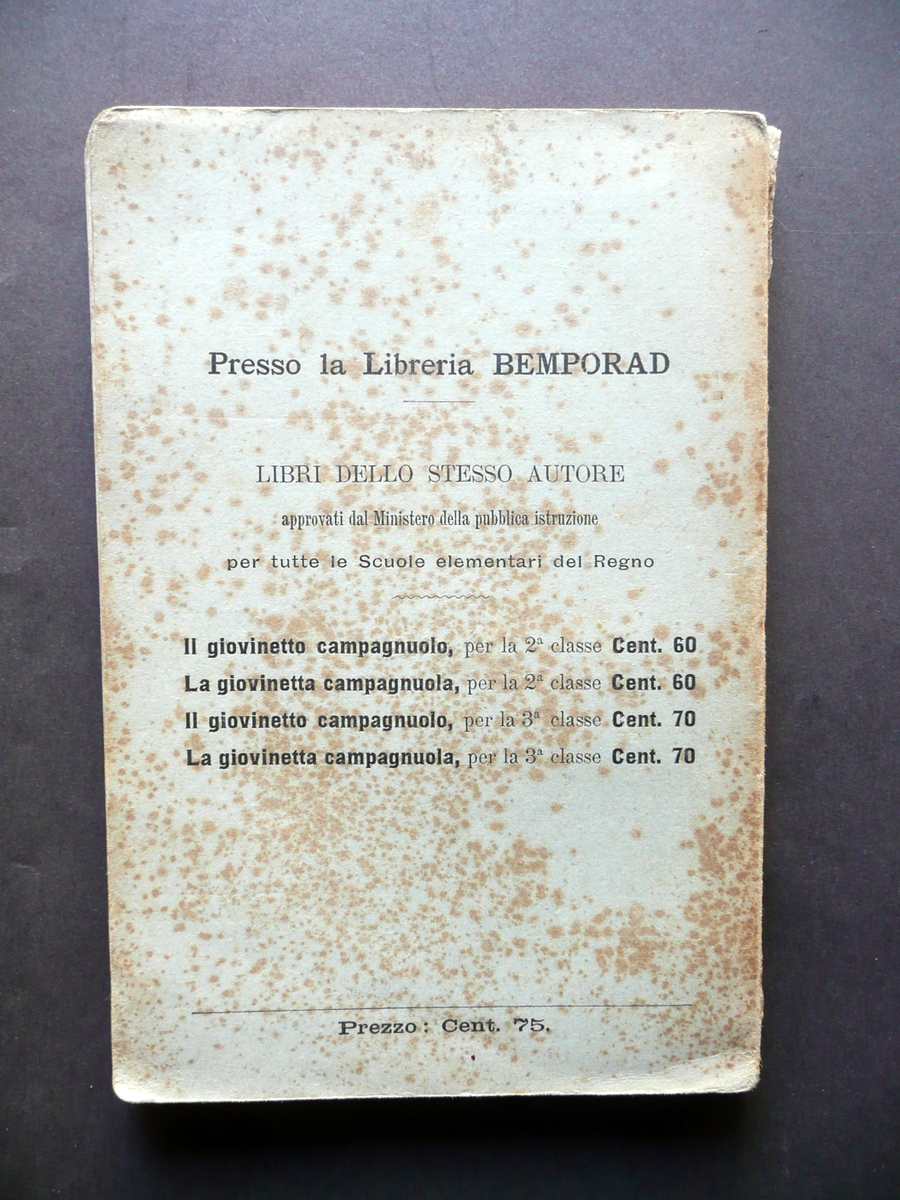 Presso la Libreria BEMPORAD
LIBRI DELLO STESSO AUTORE
approvati dal Ministero della pubblica istruzione
per tutte le Scuole elementari del Regno
Il giovinetto campagnuolo, per la 2ª classe Cent. 60
La giovinetta campagnuola, per la 2ª classe Cent. 60
Il giovinetto campagnuolo, per la 3ª classe Cent. 70
La giovinetta campagnuola, per la 3ª classe Cent. 70
Prezzo: Cent. 75.